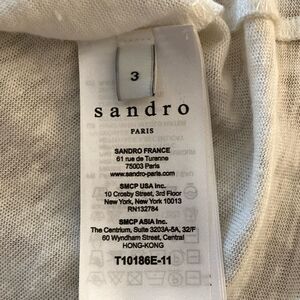 3
sandro
PARIS
SANDRO FRANCE
61 rue de Turenne
75003 Paris
www.sandro-paris.com
SMCP USA Inc.
10 Crosby Street, 3rd Floor
New York, New York 10013
RN132784
SMCP ASIA Inc.
The Centrium, Suite 3203A-5A, 32/F
60 Wyndham Street, Central
HONG-KONG
T10186E-11